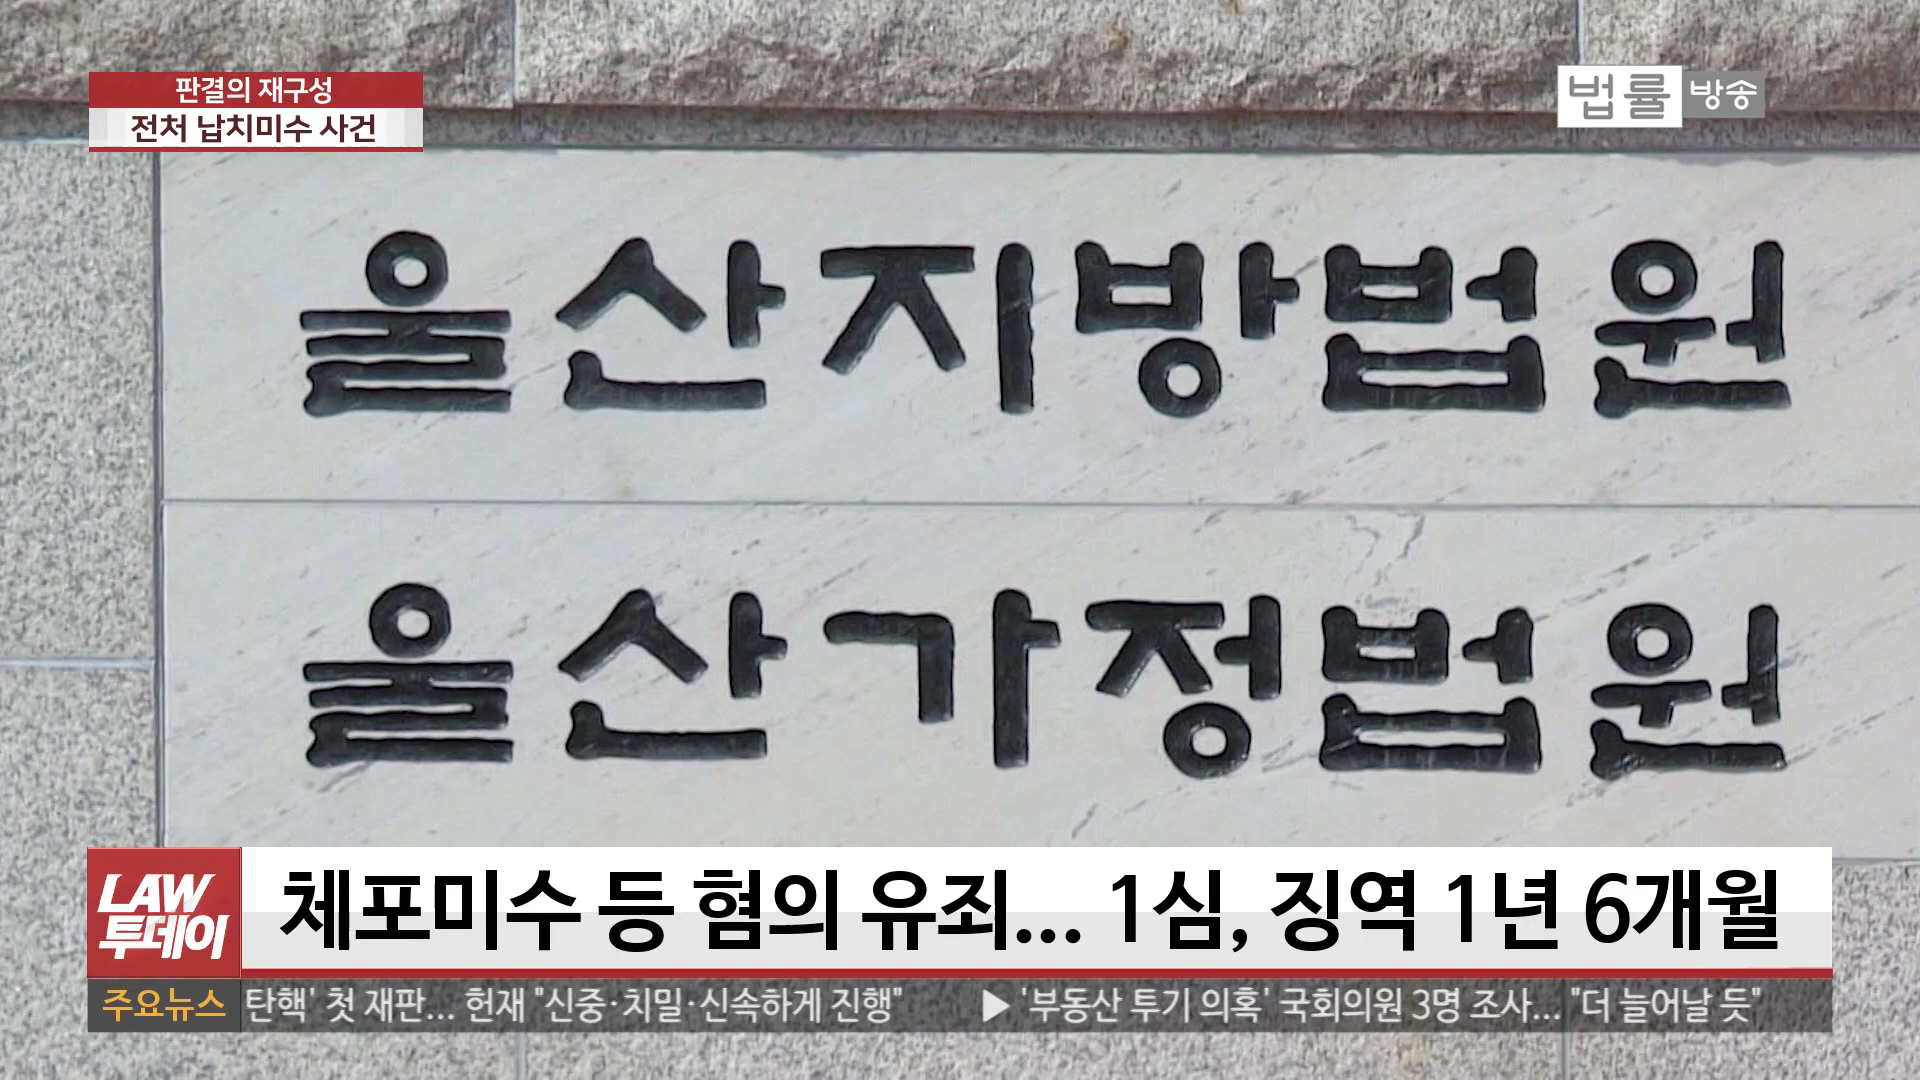 판결의 재구성
전처 납치미수 사건
법률방송
울산지방법원
울산가정법원
LAW 투데이
체포미수 등 혐의 유죄... 1심, 징역 1년 6개월
주요뉴스
탄핵' 첫 재판... 헌재 "신중·치밀·신속하게 진행" ▶ '부동산 투기 의혹' 국회의원 3명 조사... "더 늘어날 듯"